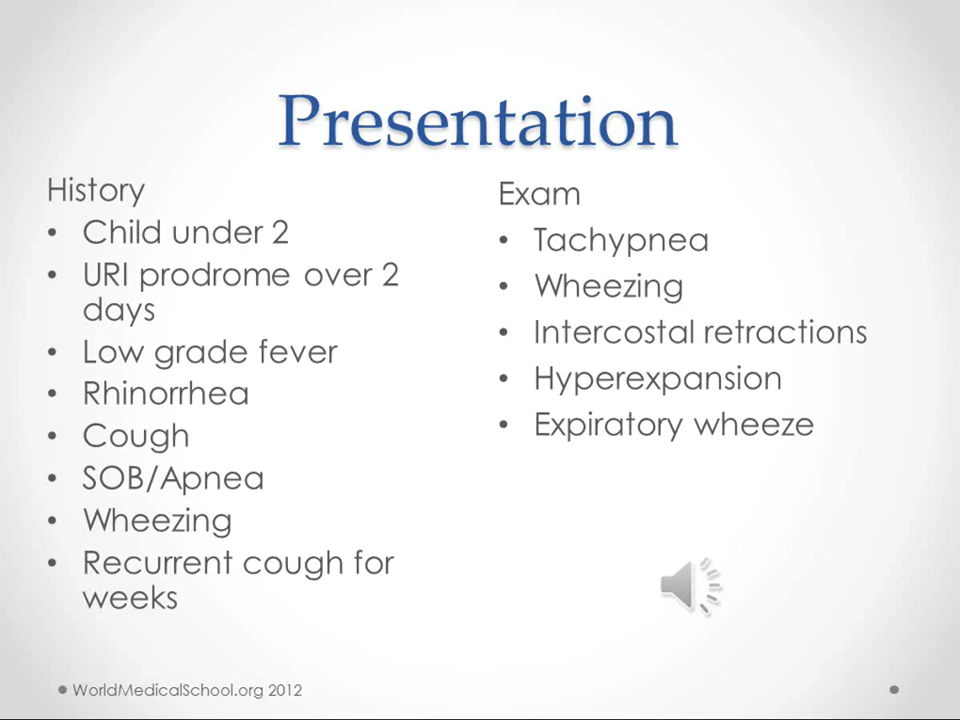 Presentation
History
• Child under 2
• URI prodrome over 2
days
• Low grade fever
• Rhinorrhea
• Cough
• SOB/Apnea
• Wheezing
• Recurrent cough for
weeks
Exam
• Tachypnea
• Wheezing
• Intercostal retractions
• Hyperexpansion
• Expiratory wheeze
WorldMedicalSchool.org 2012